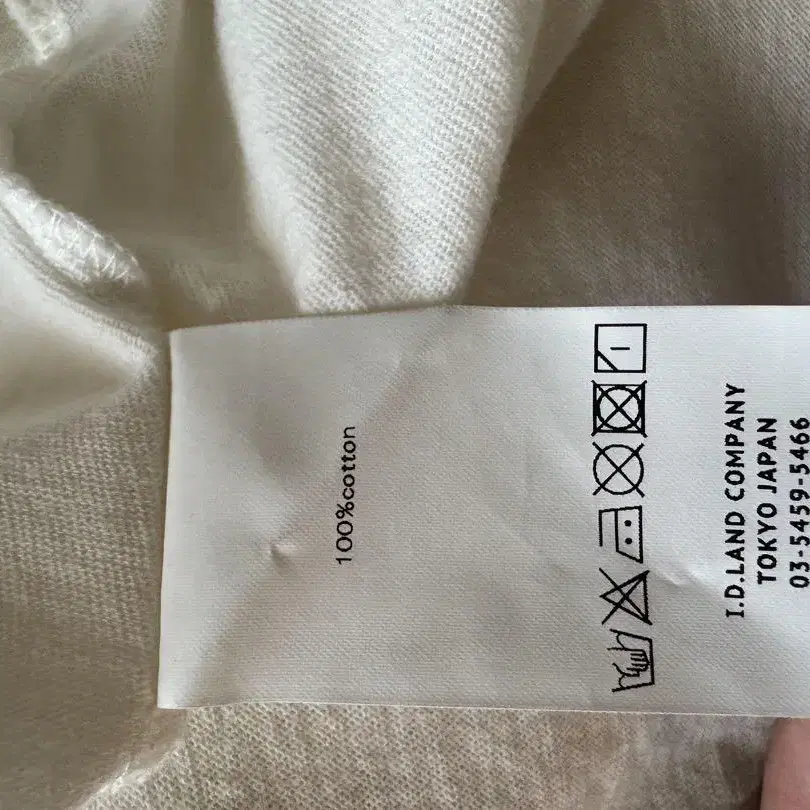 100%cotton
I.D.LAND COMPANY
TOKYO JAPAN
03-5459-5466